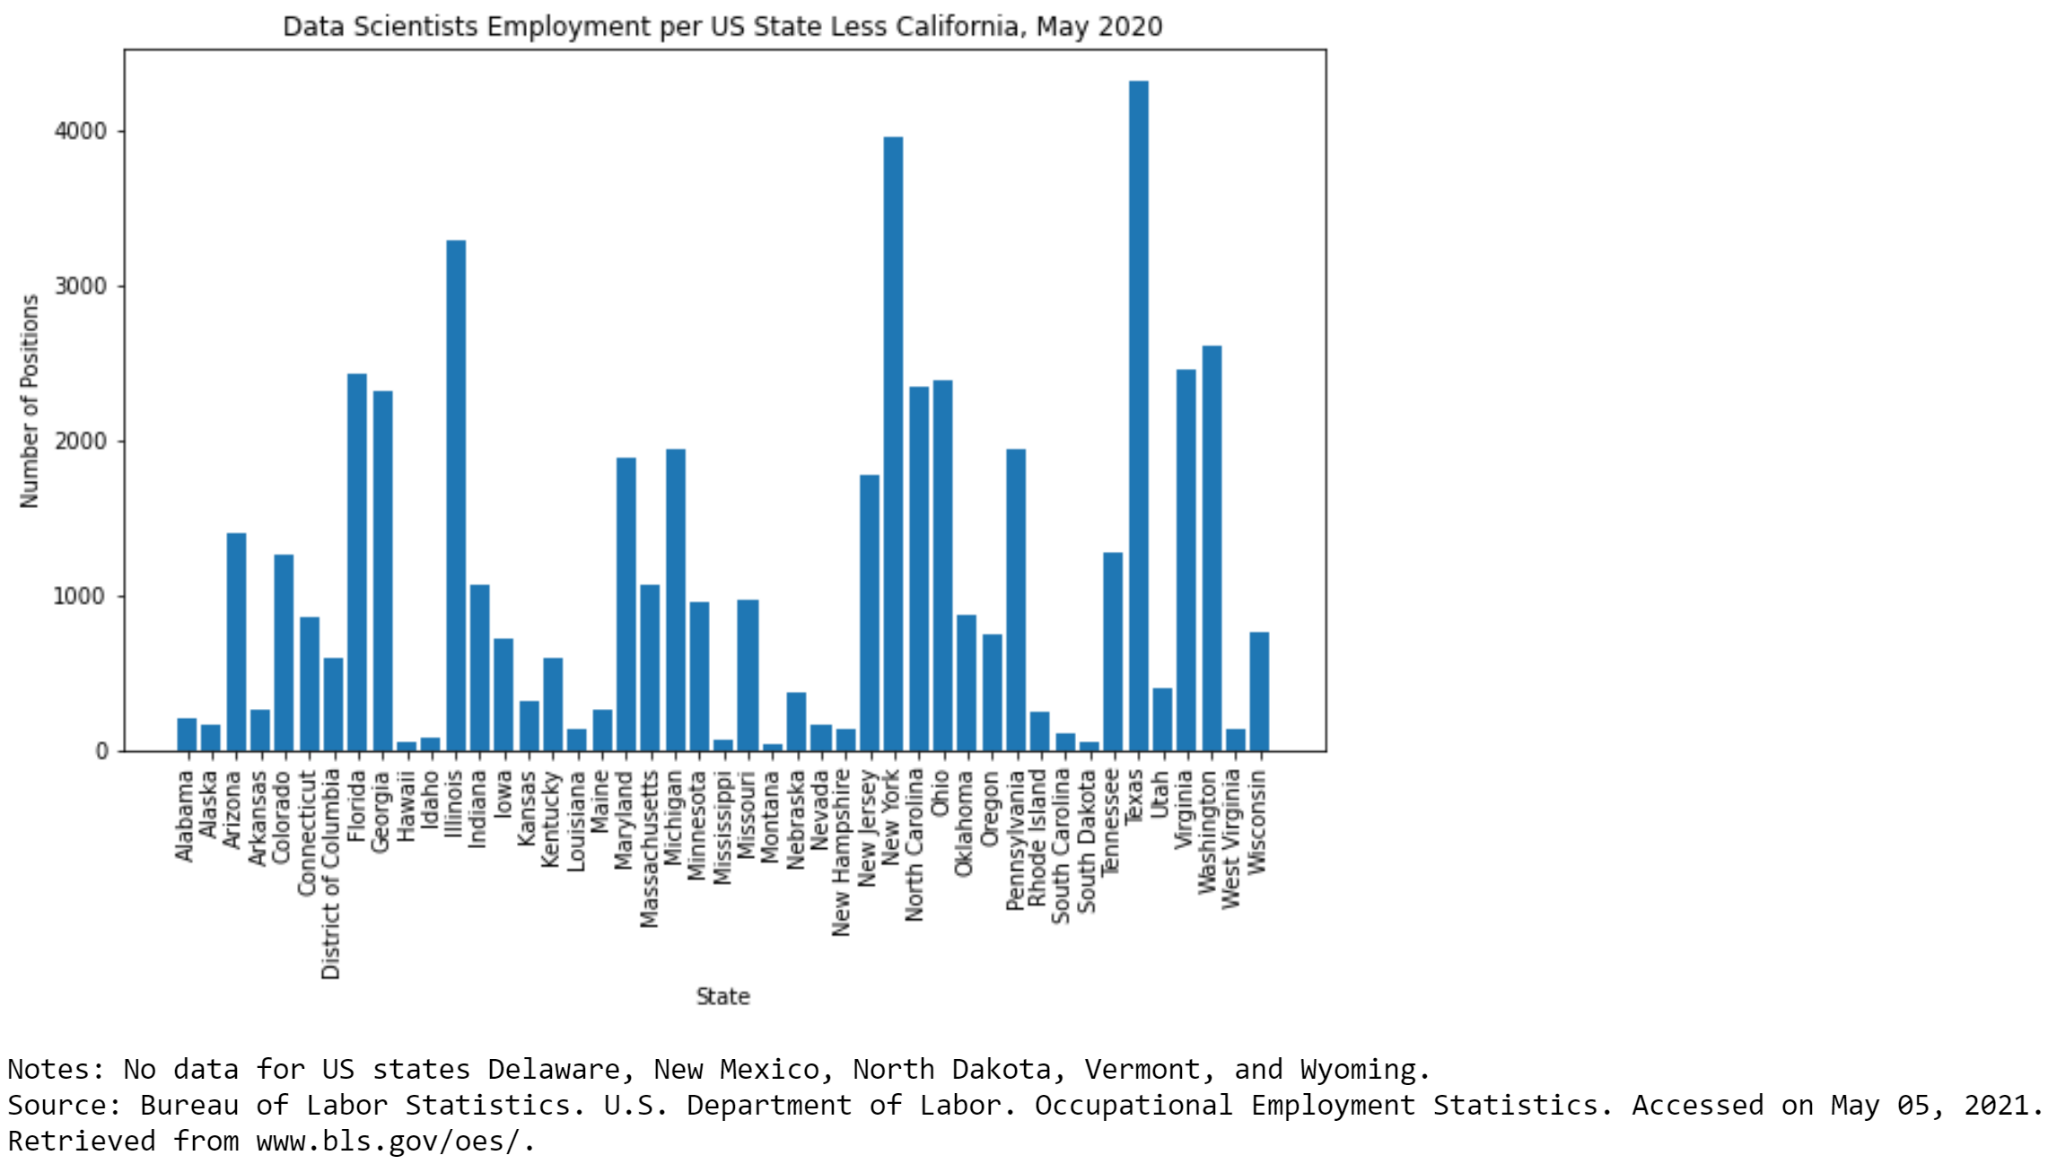 Data Scientists Employment per US State Less California, May 2020
Number of Positions
4000
3000
2000
1000
0
Alabama
Alaska
Arizona
Arkansas
Colorado
Connecticut
District of Columbia
Florida
Georgia
Hawaii
Idaho
Illinois
Indiana
Iowa
Kansas
Kentucky
Louisiana
Maine
Maryland
Massachusetts
Michigan
Minnesota
Mississippi
Missouri
Montana
Nebraska
Nevada
New Hampshire
New Jersey
New York
North Carolina
Ohio
Oklahoma
Oregon
Pennsylvania
Rhode Island
South Carolina
South Dakota
Tennessee
Texas
Utah
Virginia
Washington
West Virginia
Wisconsin
State
Notes: No data for US states Delaware, New Mexico, North Dakota, Vermont, and Wyoming.
Source: Bureau of Labor Statistics. U.S. Department of Labor. Occupational Employment Statistics. Accessed on May 05, 2021.
Retrieved from www.bls.gov/oes/.